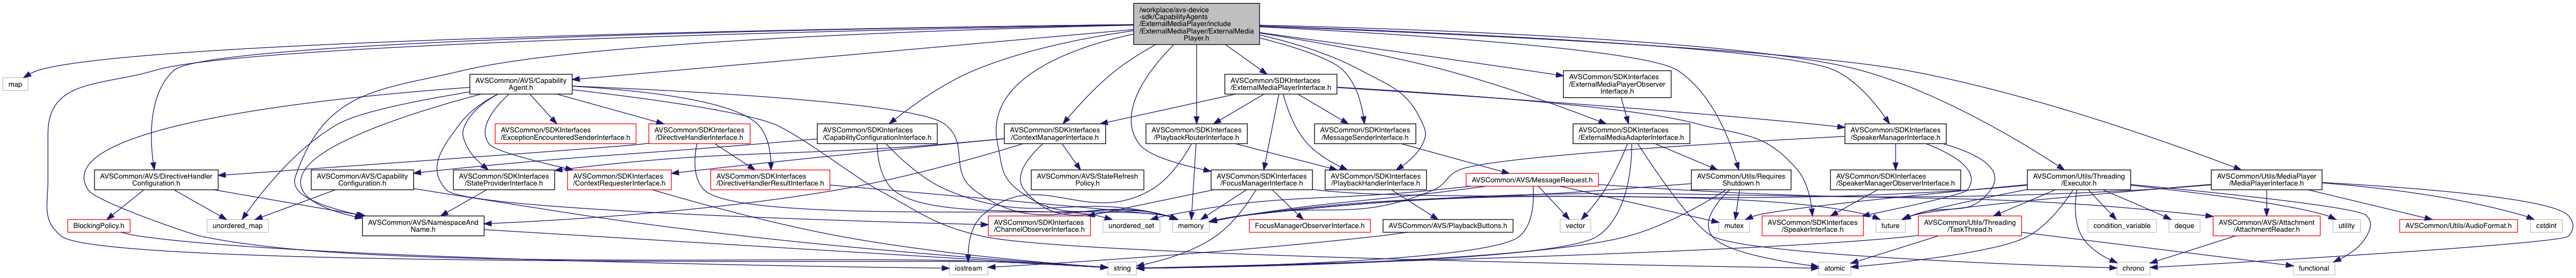 /workplace/avs-device
-sdk/CapabilityAgents
/ExternalMediaPlayer/include
/ExternalMediaPlayer/ExternalMedia
Player.h
map
AVSCommon/AVS/Capability
Agent.h
AVSCommon/SDKInterfaces
/ExternalMediaPlayerInterface.h
AVSCommon/SDKInterfaces
/ExternalMediaPlayerObserver
Interface.h
AVSCommon/SDKInterfaces
/ExceptionEncounteredSenderInterface.h
AVSCommon/SDKInterfaces
/DirectiveHandlerInterface.h
AVSCommon/SDKInterfaces
/CapabilityConfigurationInterface.h
AVSCommon/SDKInterfaces
/ContextManagerInterface.h
AVSCommon/SDKInterfaces
/PlaybackRouterInterface.h
AVSCommon/SDKInterfaces
/MessageSenderInterface.h
AVSCommon/SDKInterfaces
/ExternalMediaAdapterInterface.h
AVSCommon/SDKInterfaces
/SpeakerManagerInterface.h
AVSCommon/AVS/DirectiveHandler
Configuration.h
AVSCommon/AVS/Capability
Configuration.h
AVSCommon/SDKInterfaces
/StateProviderInterface.h
AVSCommon/SDKInterfaces
/ContextRequesterInterface.h
AVSCommon/SDKInterfaces
/DirectiveHandlerResultInterface.h
AVSCommon/AVS/StateRefresh
Policy.h
AVSCommon/SDKInterfaces
/FocusManagerInterface.h
AVSCommon/SDKInterfaces
/PlaybackHandlerInterface.h
AVSCommon/AVS/MessageRequest.h
AVSCommon/Utils/Requires
Shutdown.h
AVSCommon/SDKInterfaces
/SpeakerManagerObserverInterface.h
AVSCommon/Utils/Threading
/Executor.h
AVSCommon/Utils/MediaPlayer
/MediaPlayerInterface.h
BlockingPolicy.h
unordered_map
AVSCommon/AVS/NamespaceAnd
Name.h
AVSCommon/SDKInterfaces
/ChannelObserverInterface.h
unordered_set
memory
FocusManagerObserverInterface.h
AVSCommon/AVS/PlaybackButtons.h
vector
mutex
AVSCommon/SDKInterfaces
/SpeakerInterface.h
future
AVSCommon/Utils/Threading
/TaskThread.h
condition_variable
deque
AVSCommon/AVS/Attachment
/AttachmentReader.h
utility
AVSCommon/Utils/AudioFormat.h
cstdint
iostream
string
atomic
chrono
functional